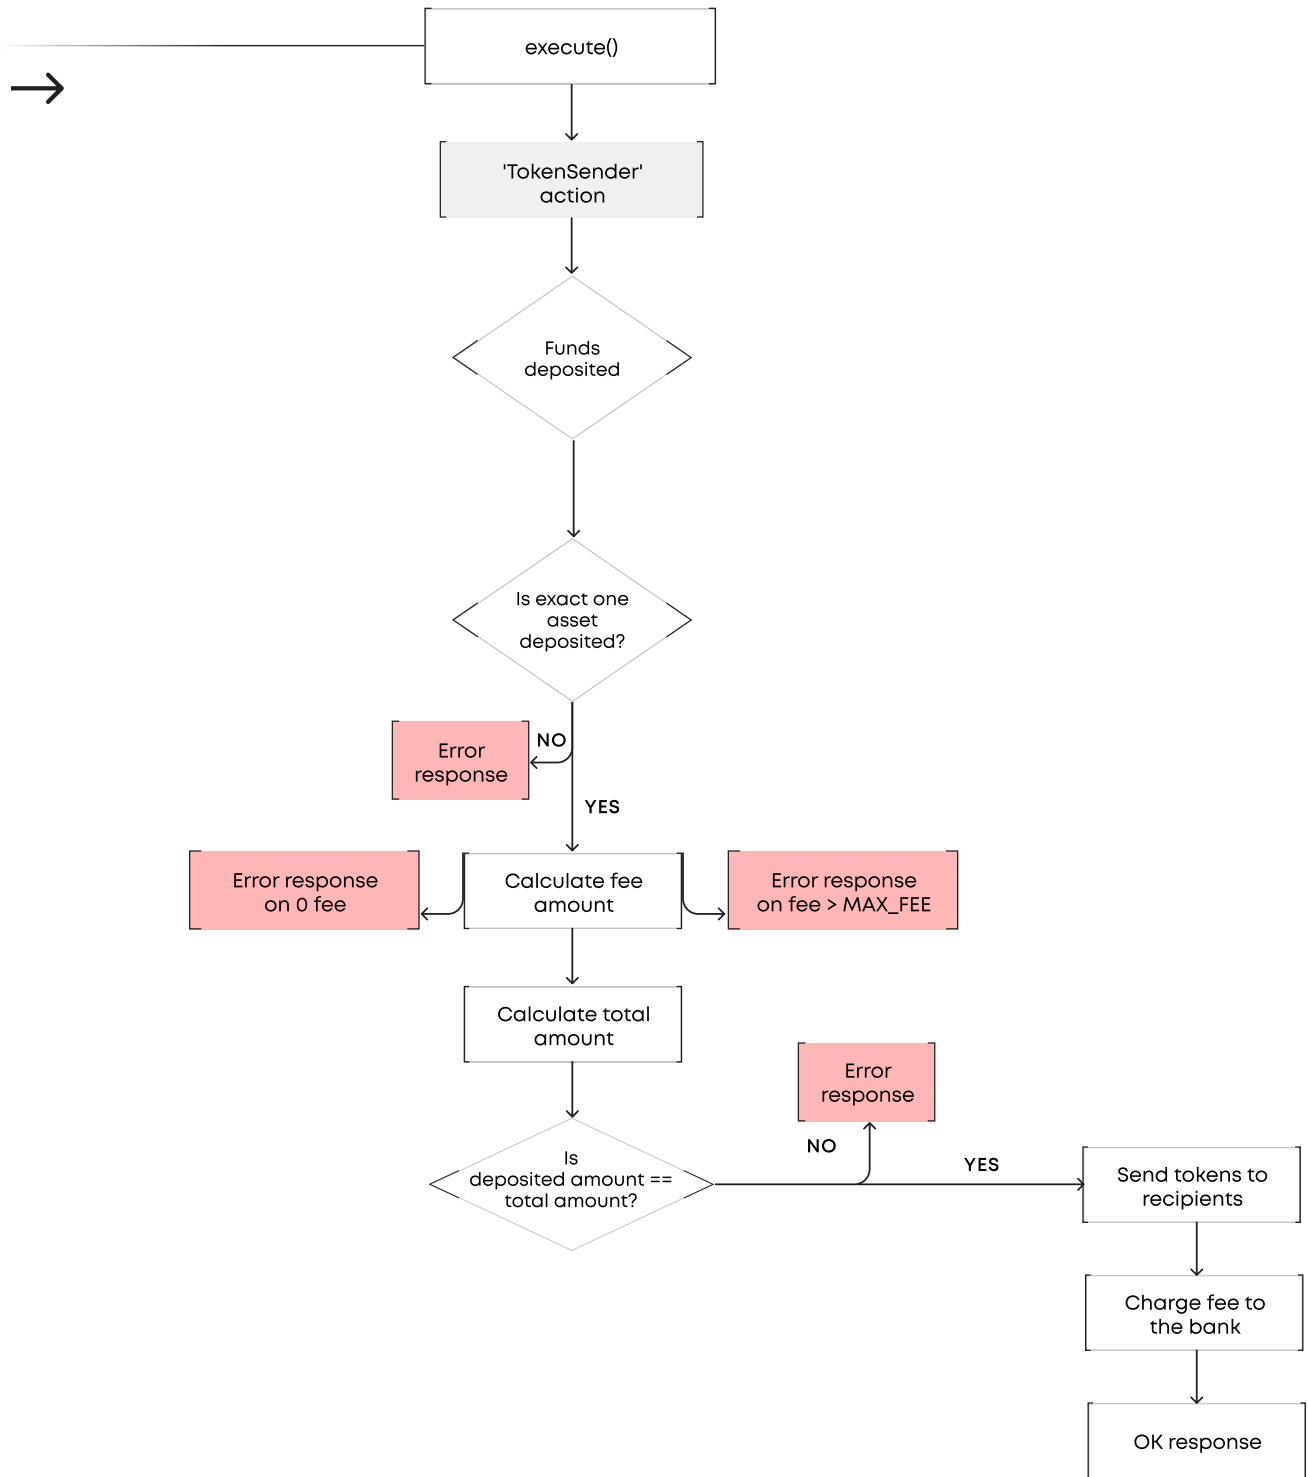 execute()
'TokenSender'
action
Funds
deposited
Is exact one
asset
deposited?
NO
Error
response
YES
Error response
on 0 fee
Calculate fee
amount
Error response
on fee > MAX_FEE
Calculate total
amount
Error
response
NO
YES
Is
deposited amount ==
total amount?
Send tokens to
recipients
Charge fee to
the bank
OK response